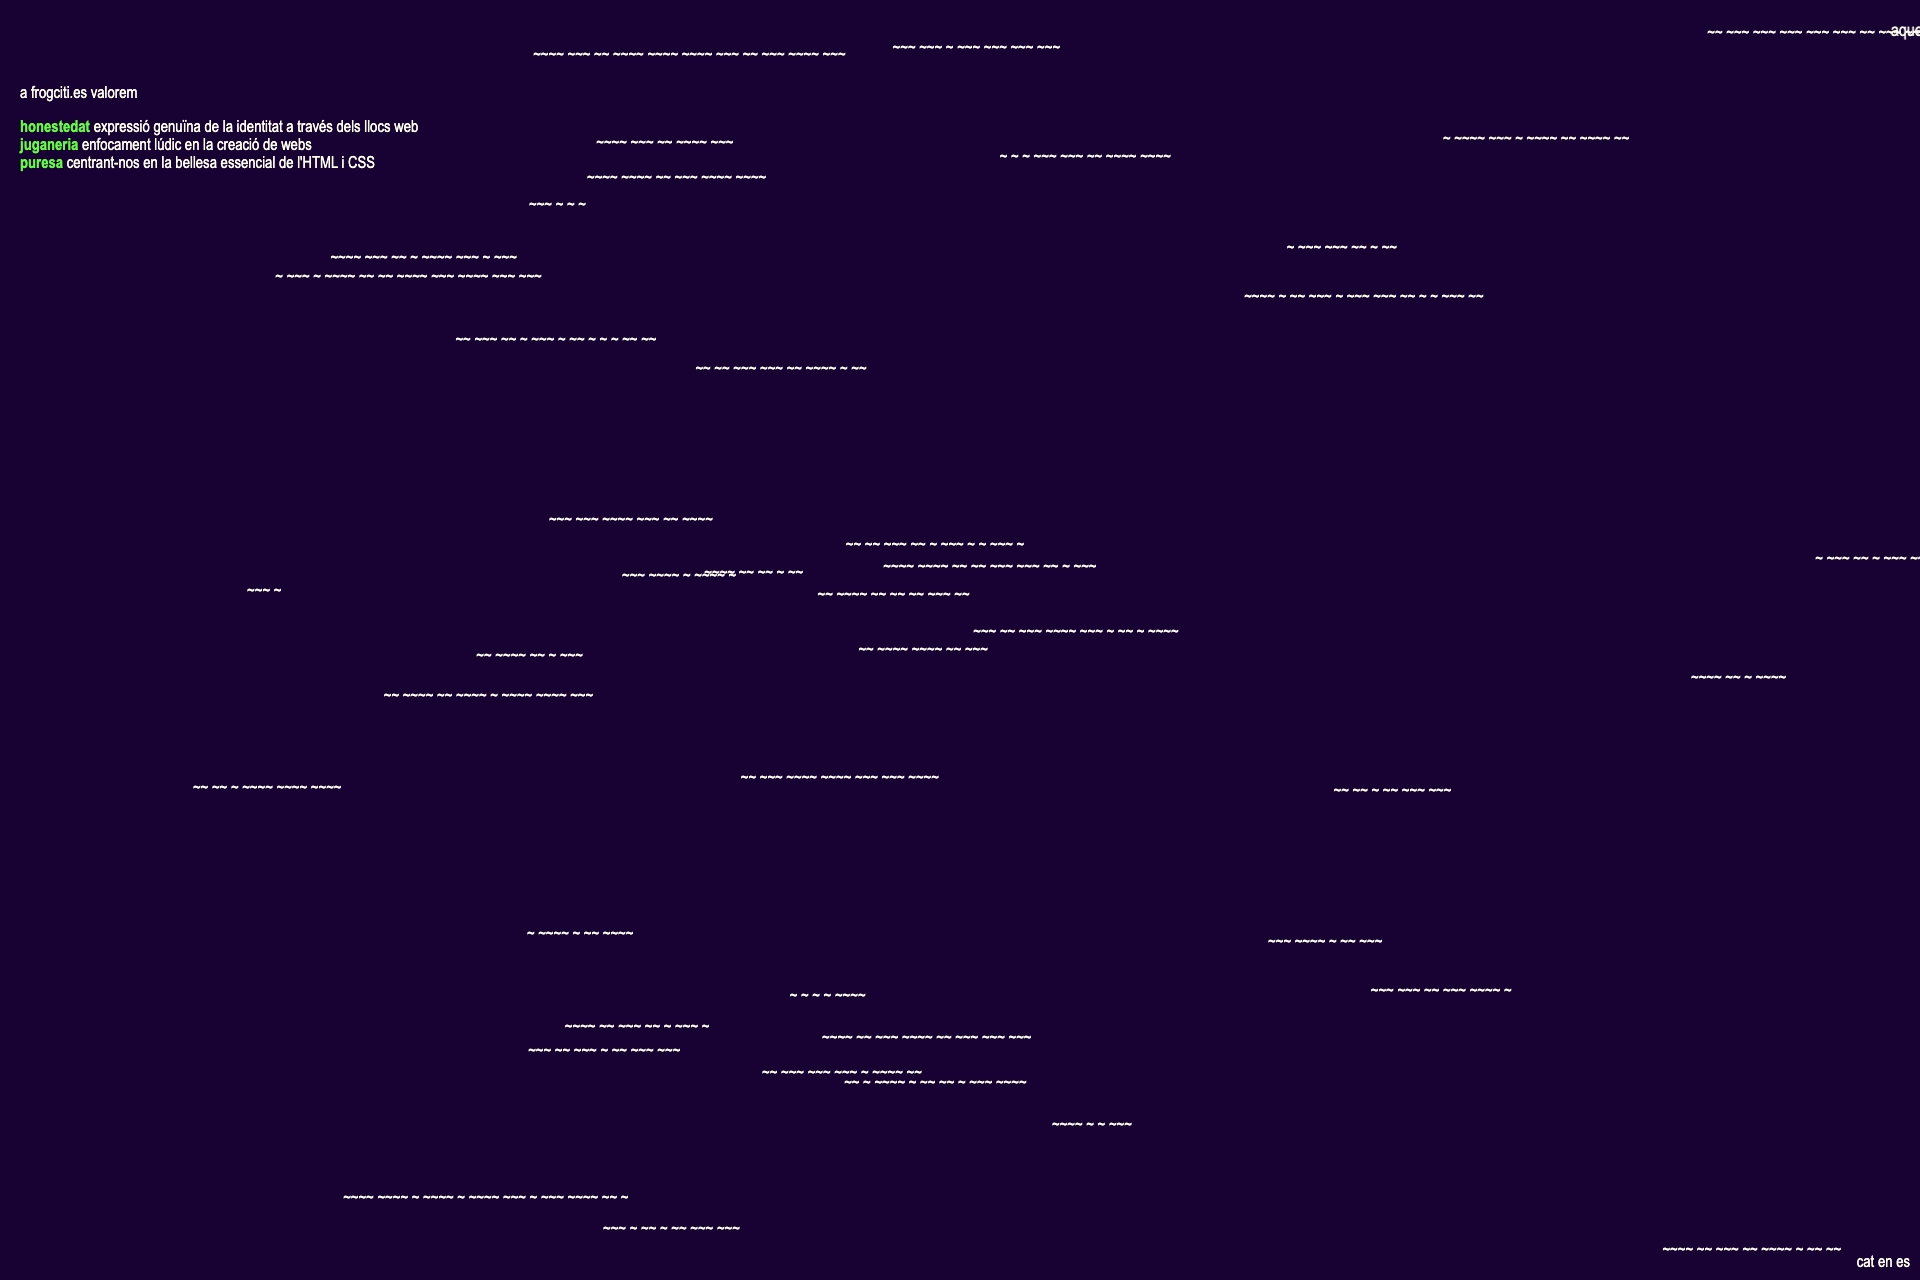 aque
a frogciti.es valorem
honestedat expressió genuïna de la identitat a través dels llocs web
juganeria enfocament lúdic en la creació de webs
puresa centrant-nos en la bellesa essencial de l'HTML i CSS
cat en es